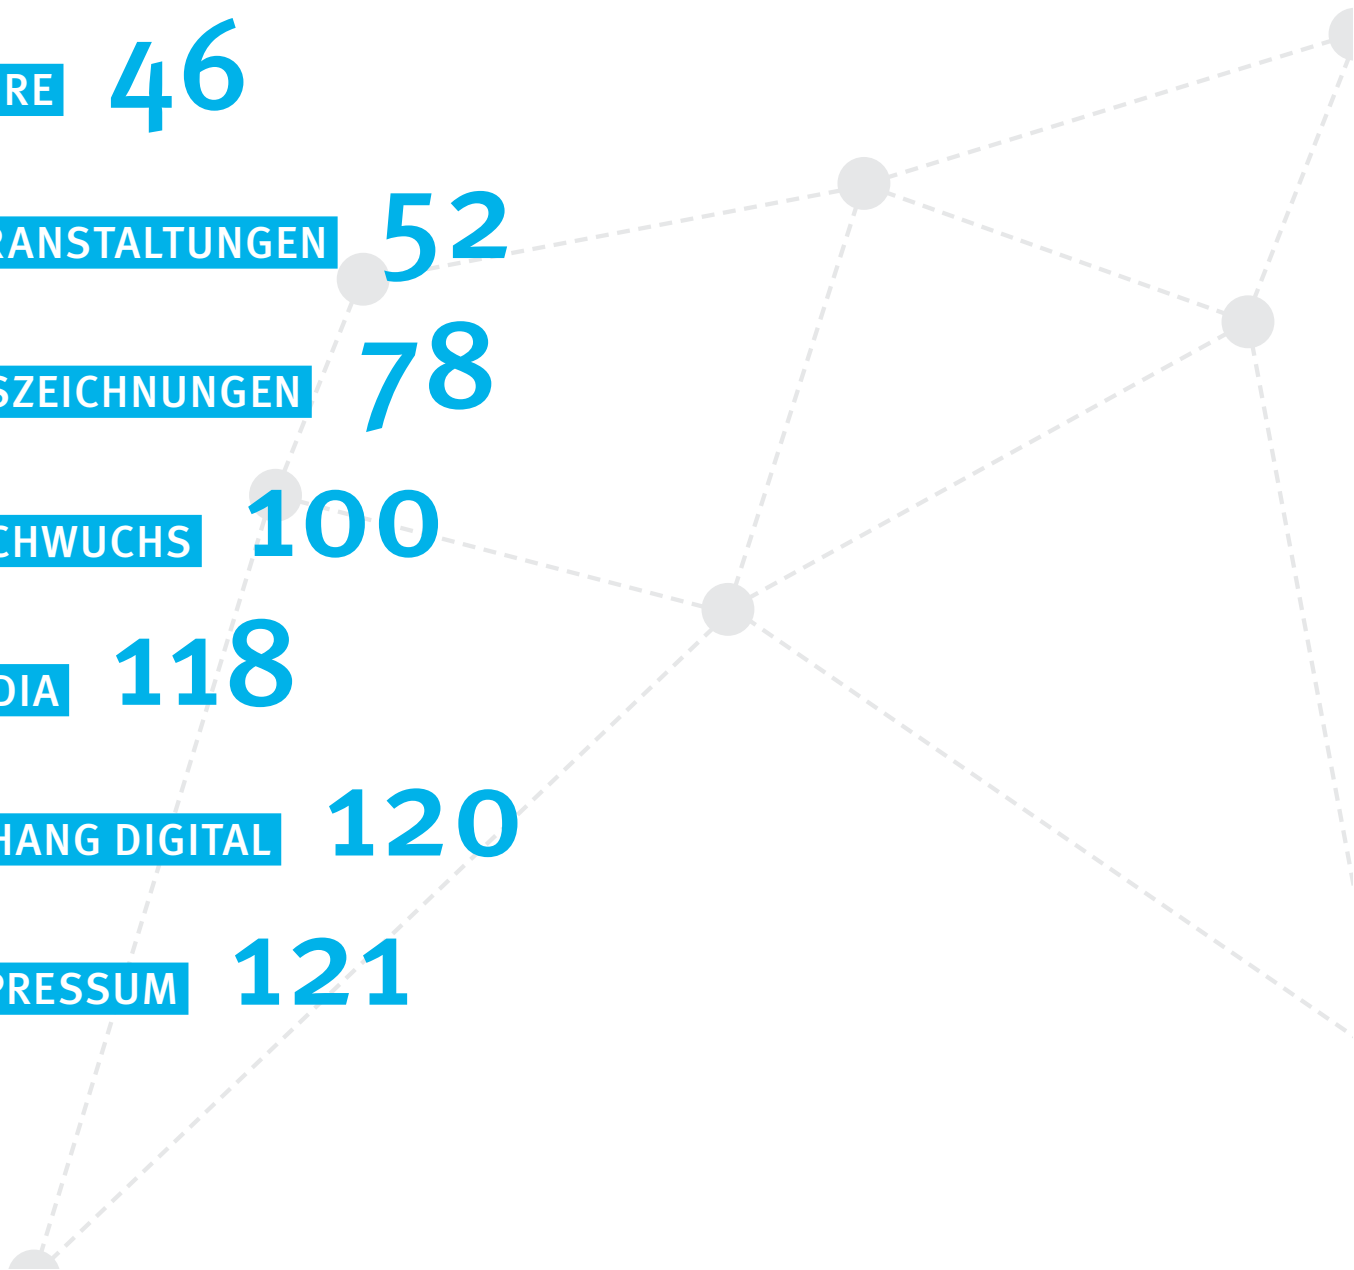 RE 46
RANSTALTUNGEN 52
SZEICHNUNGEN 78
CHWUCHS 100
DIA 118
HANG DIGITAL 120
PRESSUM 121